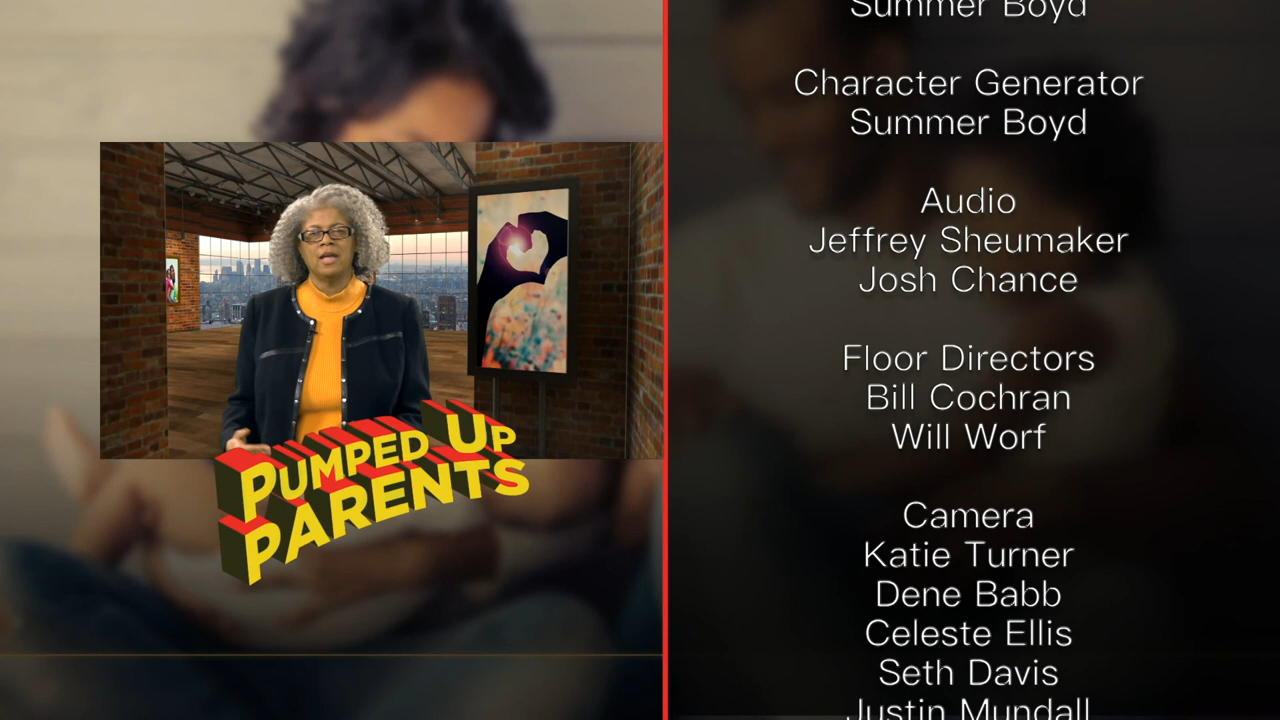 PUMPED UP
PARENTS
Summer Boyd
Character Generator
Summer Boyd
Audio
Jeffrey Sheumaker
Josh Chance
Floor Directors
Bill Cochran
Will Worf
Camera
Katie Turner
Dene Babb
Celeste Ellis
Seth Davis
Justin Mundall